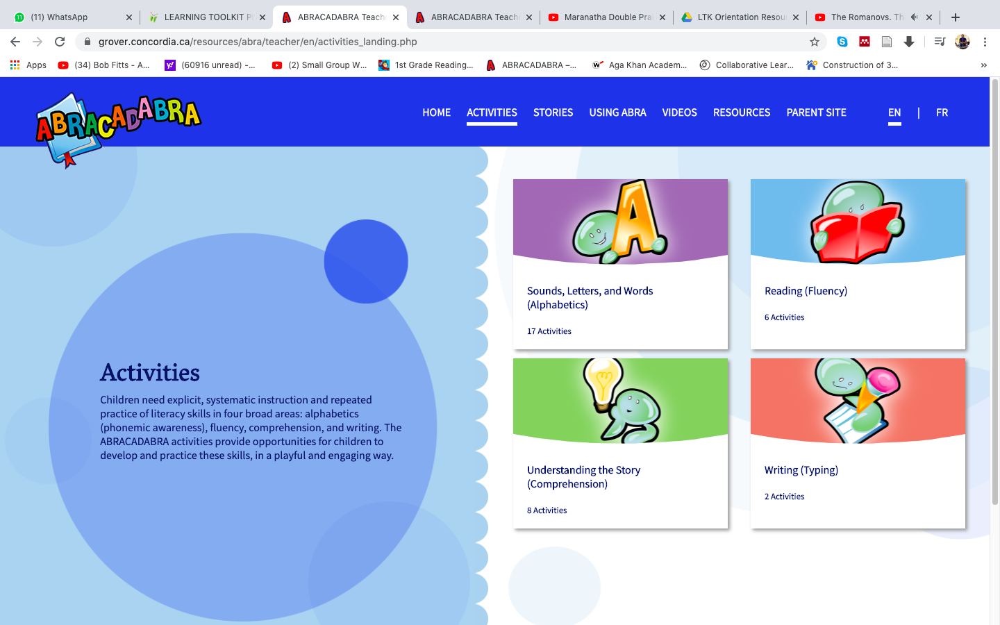 (11) WhatsApp
LEARNING TOOLKIT P
ABRACADABRA Teach
ABRACADABRA Teach
Maranatha Double Pra
LTK Orientation Resou
The Romanovs. Th
grover.concordia.ca/resources/abra/teacher/en/activities_landing.php
Apps
(34) Bob Fitts - A...
(60916 unread) -...
(2) Small Group W...
1st Grade Reading...
ABRACADABRA –...
Aga Khan Academ...
Collaborative Lear...
Construction of 3...
»
ABRACADABRA
HOME
ACTIVITIES
STORIES
USING ABRA
VIDEOS
RESOURCES
PARENT SITE
EN | FR
Activities
Children need explicit, systematic instruction and repeated
practice of literacy skills in four broad areas: alphabetics
(phonemic awareness), fluency, comprehension, and writing. The
ABRACADABRA activities provide opportunities for children to
develop and practice these skills, in a playful and engaging way.
A
Sounds, Letters, and Words
(Alphabetics)
17 Activities
Reading (Fluency)
6 Activities
Understanding the Story
(Comprehension)
8 Activities
Writing (Typing)
2 Activities